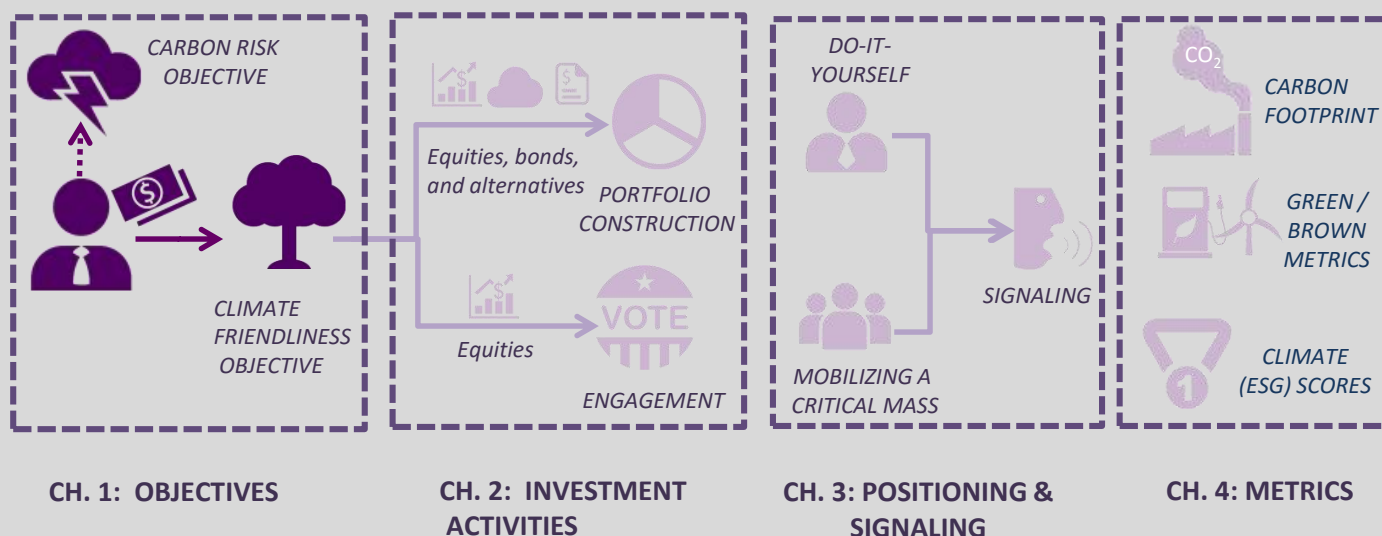 CARBON RISK
OBJECTIVE
CLIMATE
FRIENDLINESS
OBJECTIVE
Equities, bonds,
and alternatives
PORTFOLIO
CONSTRUCTION
Equities
VOTE
ENGAGEMENT
DO-IT-
YOURSELF
SIGNALING
MOBILIZING A
CRITICAL MASS
CO2
CARBON
FOOTPRINT
GREEN /
BROWN
METRICS
1
CLIMATE
(ESG) SCORES
CH. 1: OBJECTIVES
CH. 2: INVESTMENT
ACTIVITIES
CH. 3: POSITIONING &
SIGNALING
CH. 4: METRICS